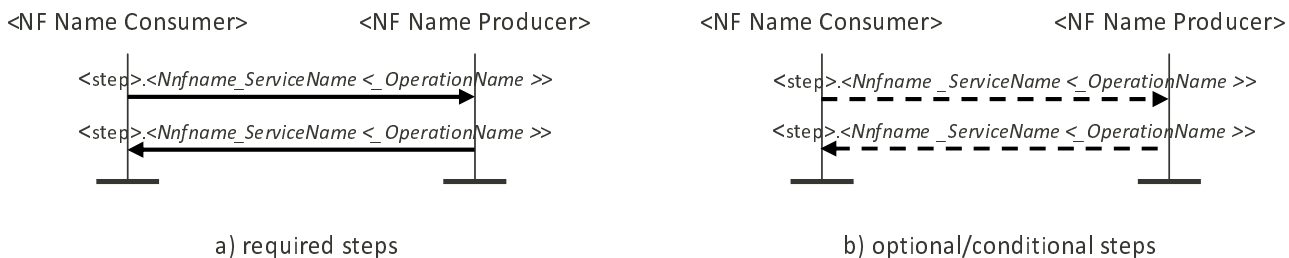 <NF Name Consumer> <NF Name Producer>
<step>.<Nnfname_ServiceName <_OperationName >>
<step>.<Nnfname_ServiceName <_OperationName >>
a) required steps
<NF Name Consumer> <NF Name Producer>
<step>.<Nnfname _ServiceName <_OperationName >>
<step>.<Nnfname _ServiceName <_OperationName >>
b) optional/conditional steps